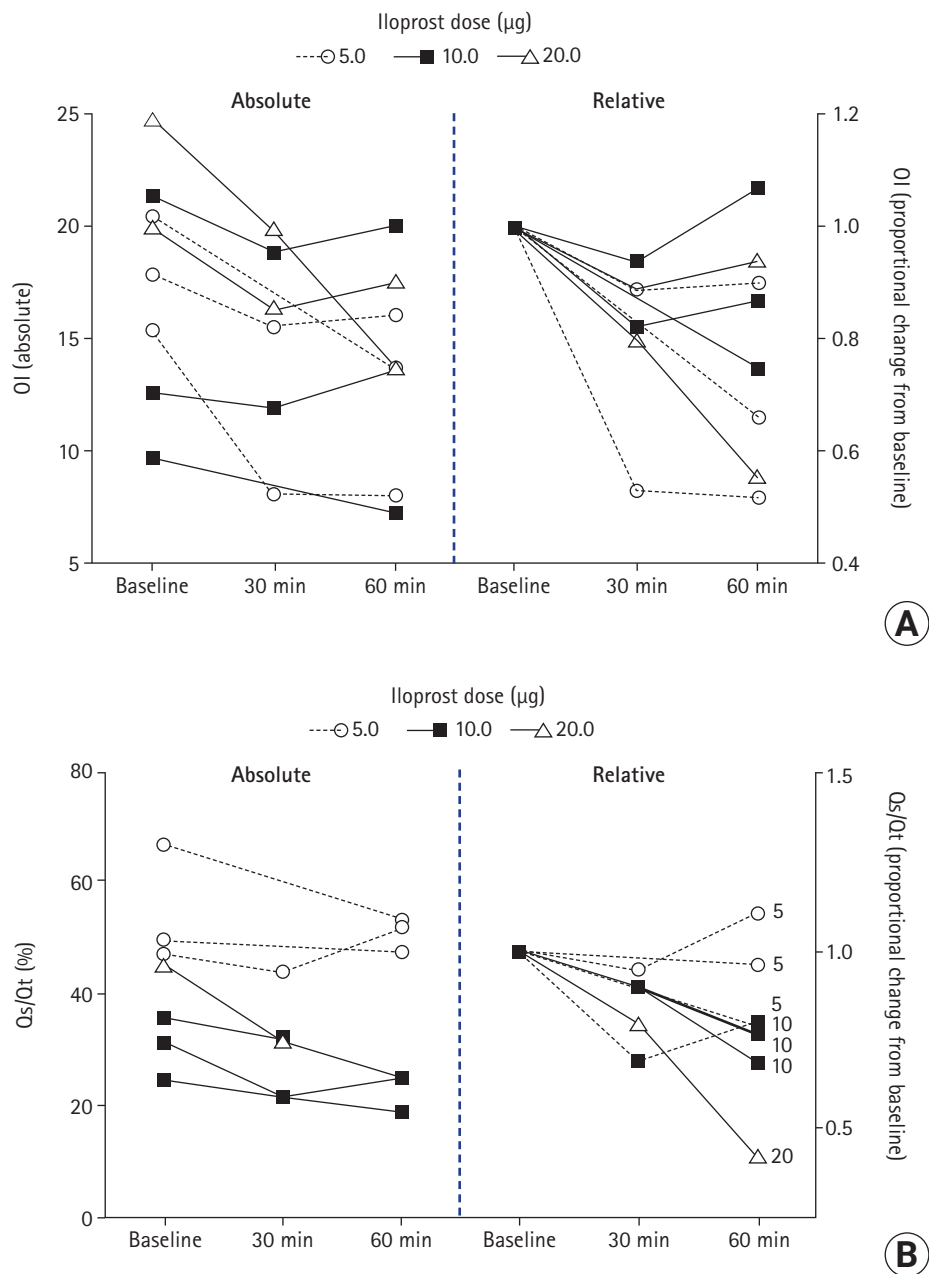 Iloprost dose (µg)
5.0 10.0 20.0
Absolute Relative
25
20
15
10
5
OI (absolute)
1.2
1.0
0.8
0.6
0.4
OI (proportional change from baseline)
Baseline 30 min 60 min Baseline 30 min 60 min
A
Iloprost dose (µg)
5.0 10.0 20.0
Absolute Relative
80
60
40
20
0
Qs/Qt (%)
1.5
1.0
0.5
Qs/Qt (proportional change from baseline)
5
5
5
10
10
10
20
Baseline 30 min 60 min Baseline 30 min 60 min
B